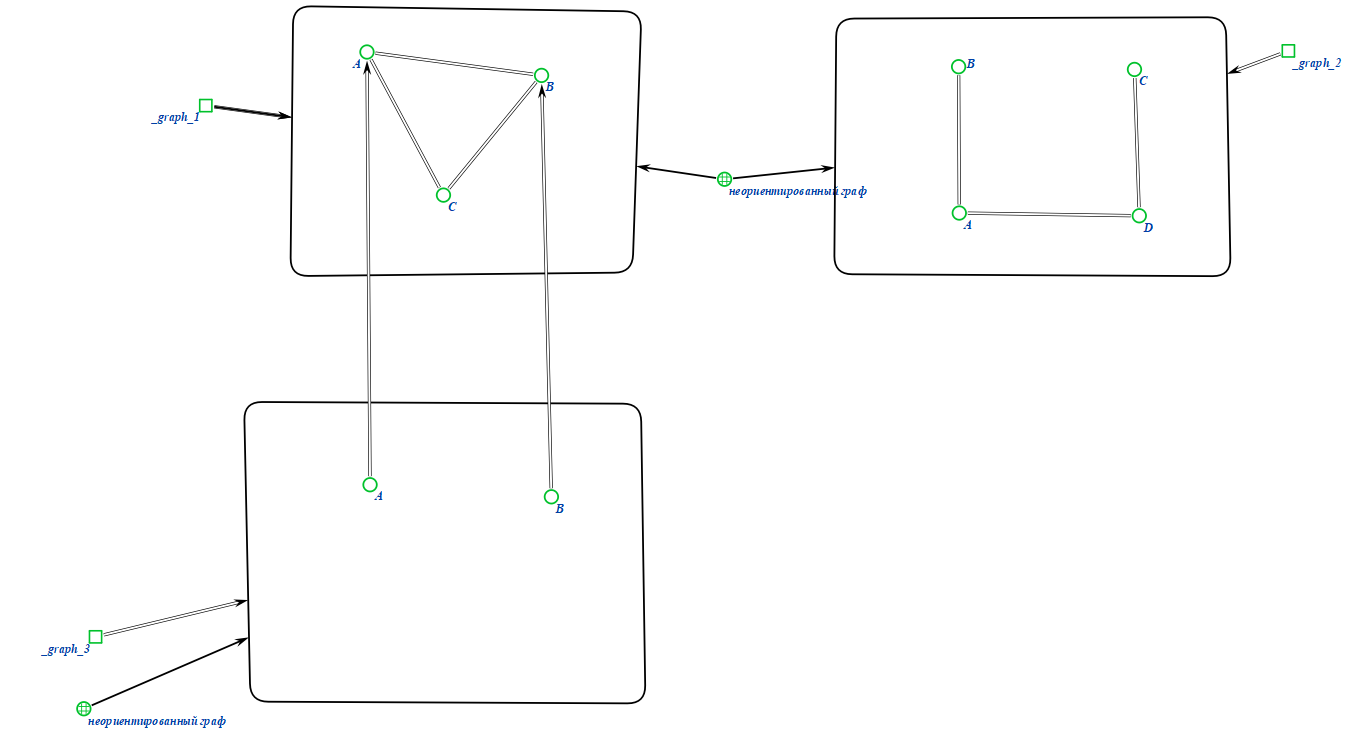 A
B
C
_graph_1
неориентированный граф
B
C
_graph_2
A
D
A
B
_graph_3
неориентированный граф